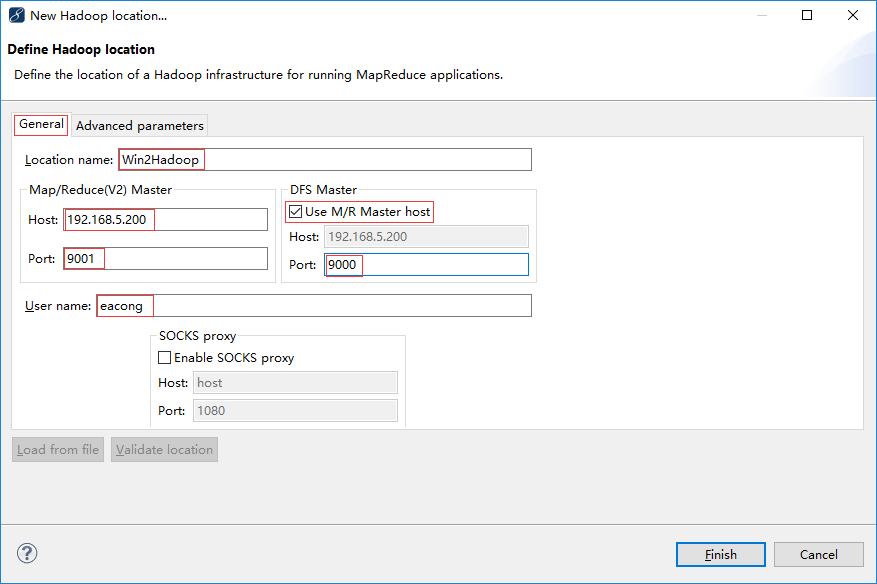 New Hadoop location...
Define Hadoop location
Define the location of a Hadoop infrastructure for running MapReduce applications.
General Advanced parameters
Location name: Win2Hadoop
Map/Reduce(V2) Master
Host: 192.168.5.200
Port: 9001
DFS Master
Use M/R Master host
Host: 192.168.5.200
Port: 9000
User name: eacong
SOCKS proxy
Enable SOCKS proxy
Host: host
Port: 1080
Load from file Validate location
? Finish Cancel